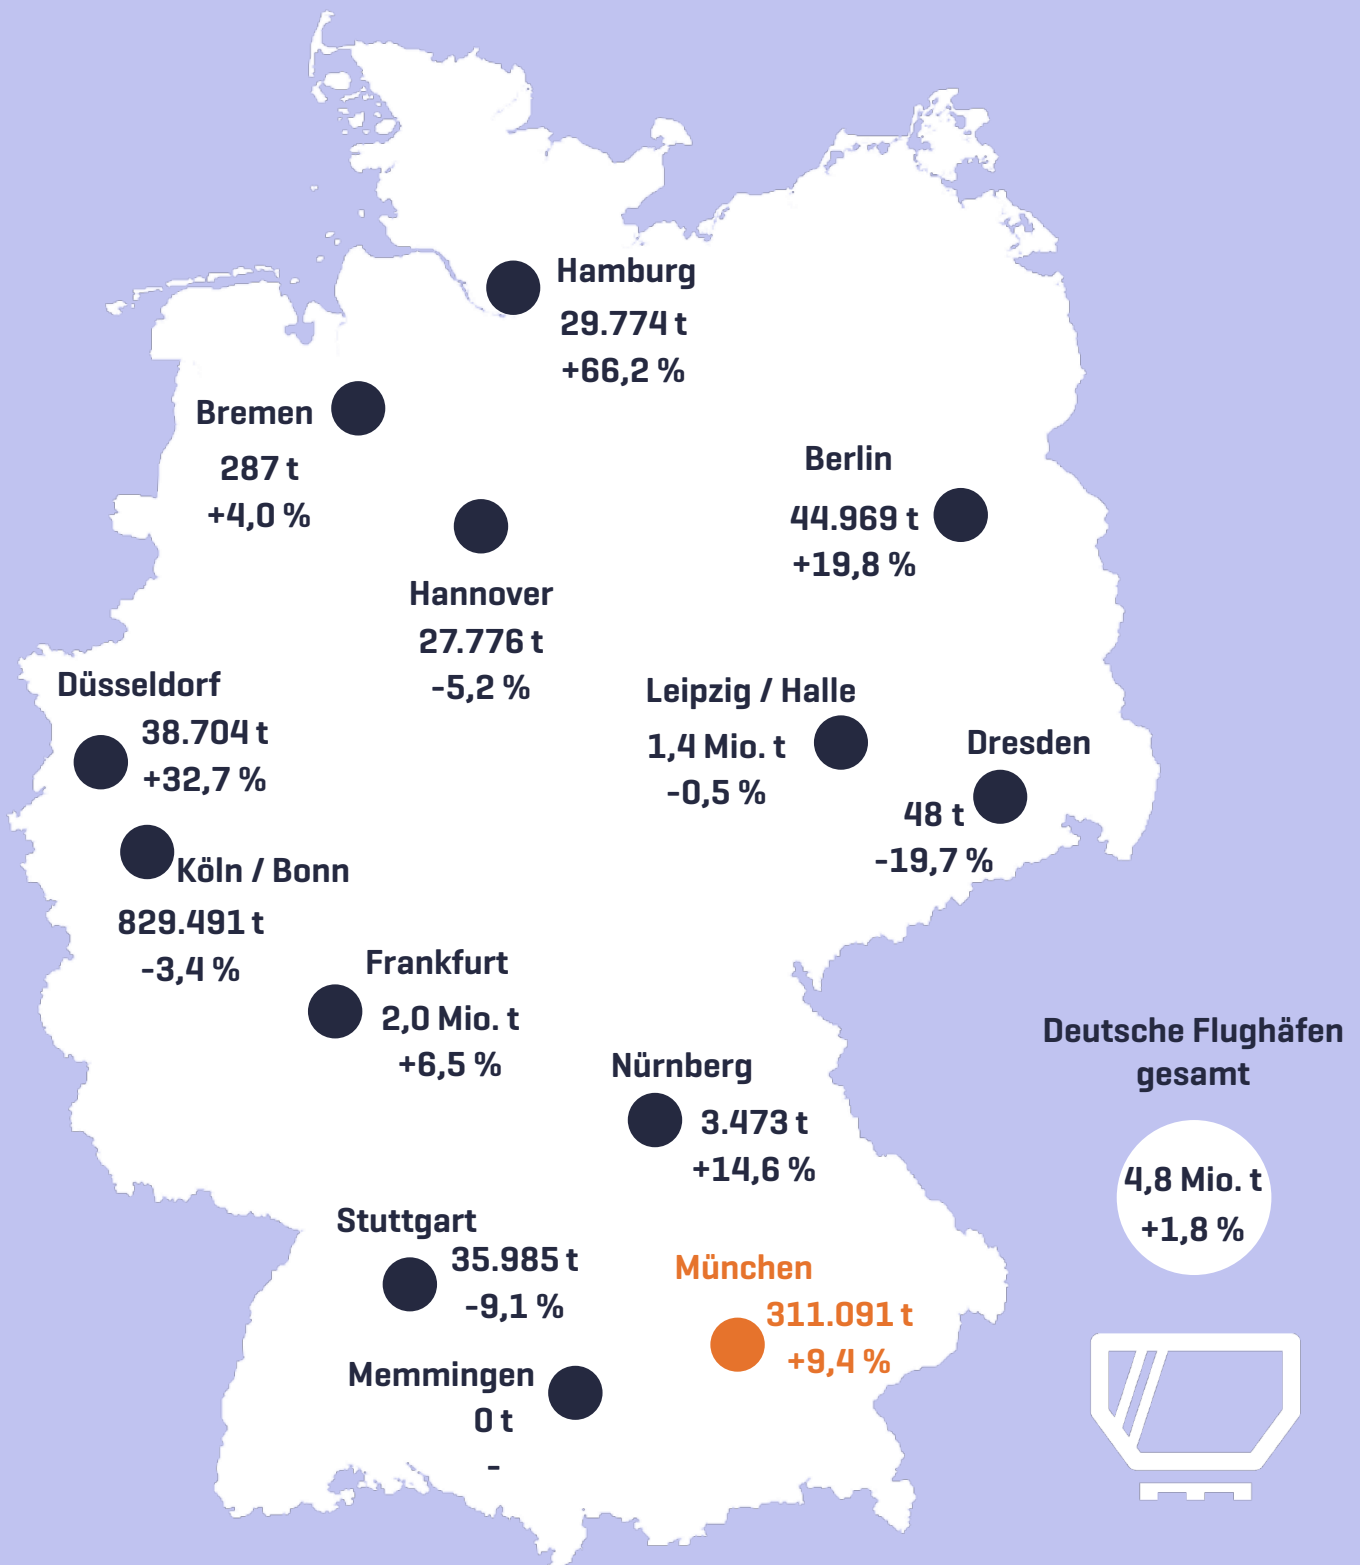 Hamburg
29.774 t
+66,2 %
Bremen
287 t
+4,0 %
Berlin
44.969 t
+19,8 %
Hannover
27.776 t
-5,2 %
Düsseldorf
38.704 t
+32,7 %
Leipzig / Halle
1,4 Mio. t
-0,5 %
Dresden
48 t
-19,7 %
Köln / Bonn
829.491 t
-3,4 %
Frankfurt
2,0 Mio. t
+6,5 %
Nürnberg
3.473 t
+14,6 %
Deutsche Flughäfen
gesamt
4,8 Mio. t
+1,8 %
Stuttgart
35.985 t
-9,1 %
München
311.091 t
+9,4 %
Memmingen
0 t
-